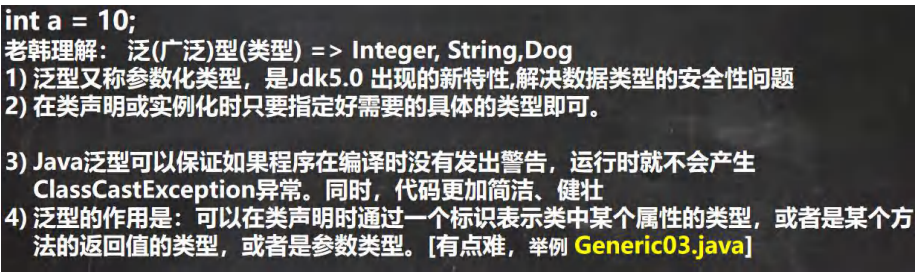 int a = 10;
老韩理解： 泛(广泛)型(类型) => Integer, String,Dog
1) 泛型又称参数化类型，是Jdk5.0 出现的新特性,解决数据类型的安全性问题
2) 在类声明或实例化时只要指定好需要的具体的类型即可。
3) Java泛型可以保证如果程序在编译时没有发出警告，运行时就不会产生
ClassCastException异常。同时，代码更加简洁、健壮
4) 泛型的作用是：可以在类声明时通过一个标识表示类中某个属性的类型，或者是某个方
法的返回值的类型，或者是参数类型。[有点难，举例 Generic03.java]